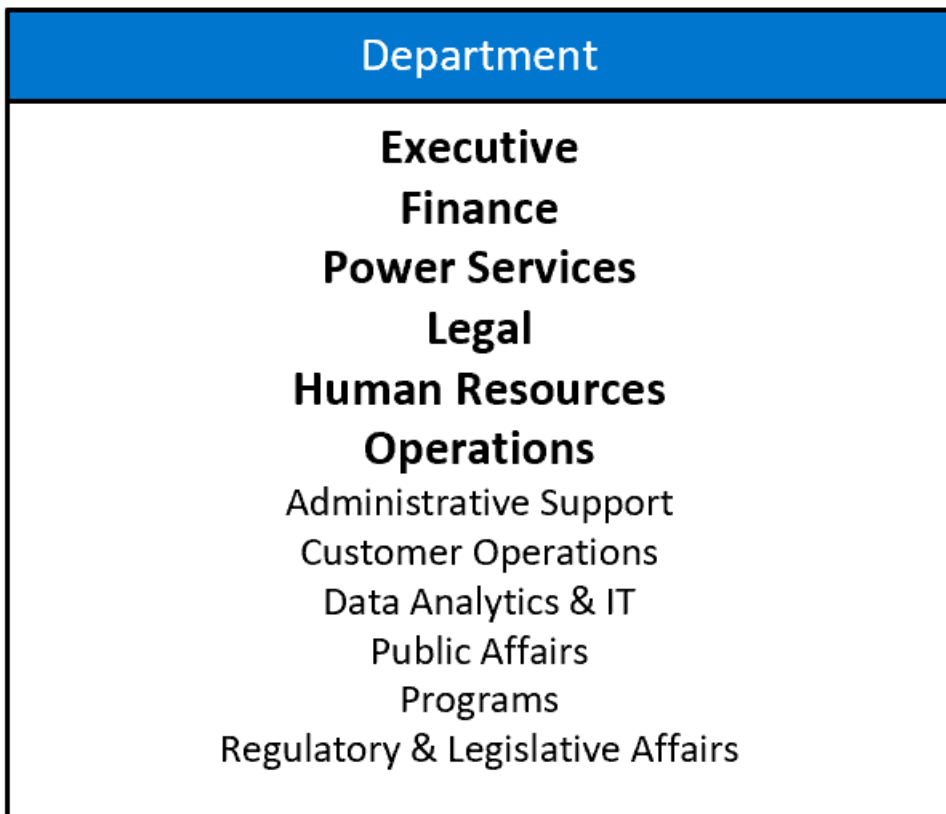 Department
Executive
Finance
Power Services
Legal
Human Resources
Operations
Administrative Support
Customer Operations
Data Analytics & IT
Public Affairs
Programs
Regulatory & Legislative Affairs